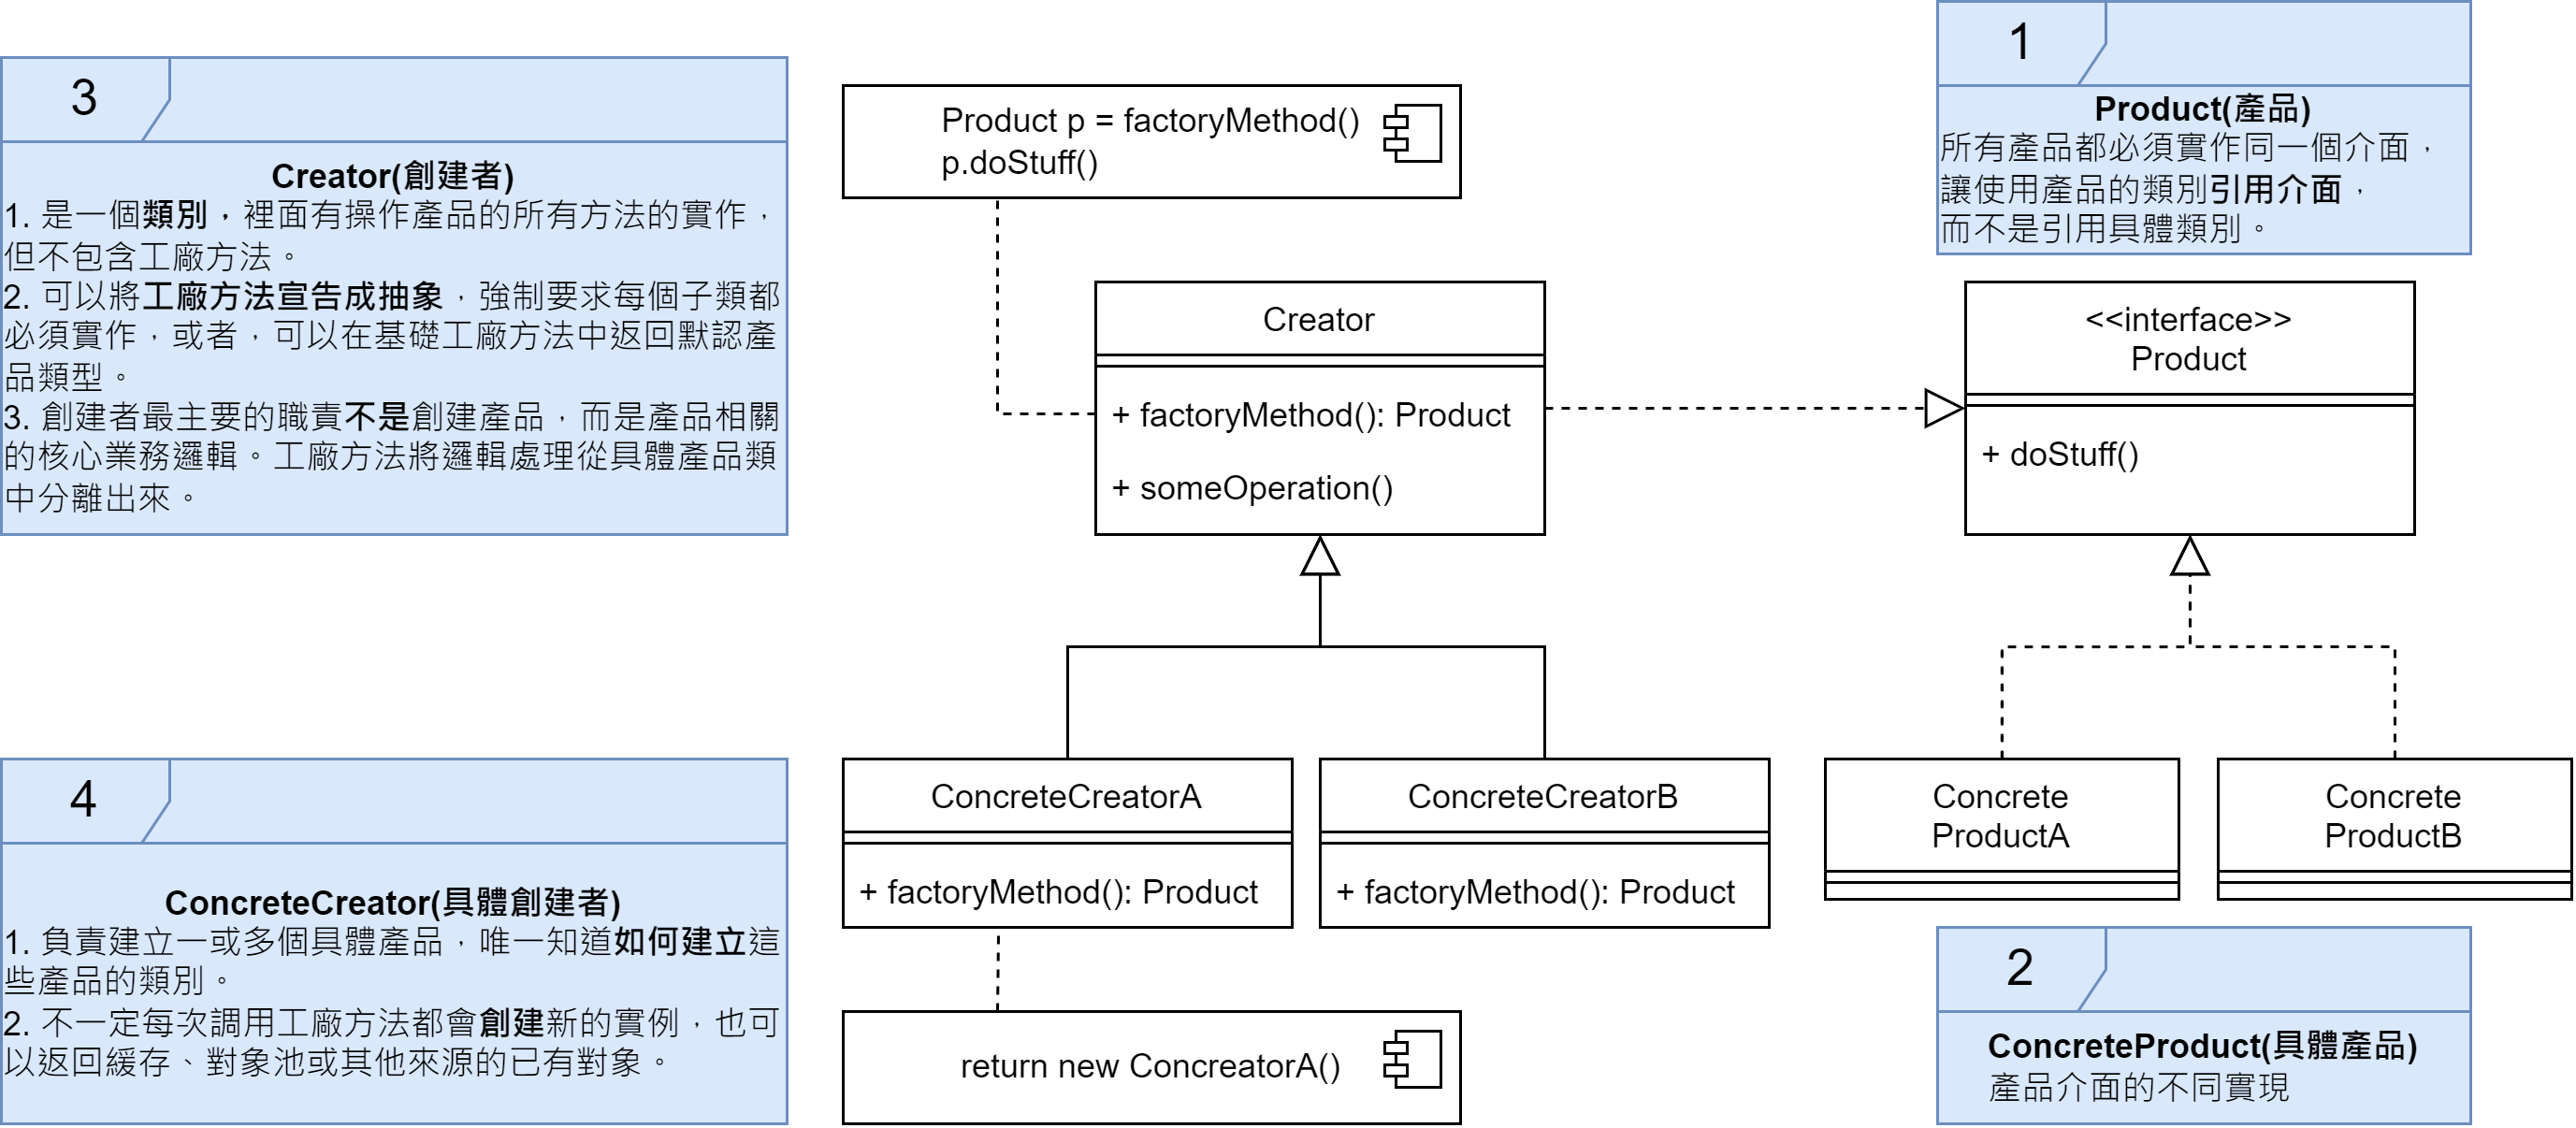 3
Creator(創建者)
1. 是一個類別，裡面有操作產品的所有方法的實作，
但不包含工廠方法。
2. 可以將工廠方法宣告成抽象，強制要求每個子類都
必須實作，或者，可以在基礎工廠方法中返回默認產
品類型。
3. 創建者最主要的職責不是創建產品，而是產品相關
的核心業務邏輯。工廠方法將邏輯處理從具體產品類
中分離出來。
Product p = factoryMethod()
p.doStuff()
1
Product(產品)
所有產品都必須實作同一個介面，
讓使用產品的類別引用介面，
而不是引用具體類別。
Creator
+ factoryMethod(): Product
+ someOperation()
<<interface>>
Product
+ doStuff()
4
ConcreteCreator(具體創建者)
1. 負責建立一或多個具體產品，唯一知道如何建立這
些產品的類別。
2. 不一定每次調用工廠方法都會創建新的實例，也可
以返回緩存、對象池或其他來源的已有對象。
ConcreteCreatorA
+ factoryMethod(): Product
ConcreteCreatorB
+ factoryMethod(): Product
return new ConcreatorA()
Concrete
ProductA
Concrete
ProductB
2
ConcreteProduct(具體產品)
產品介面的不同實現